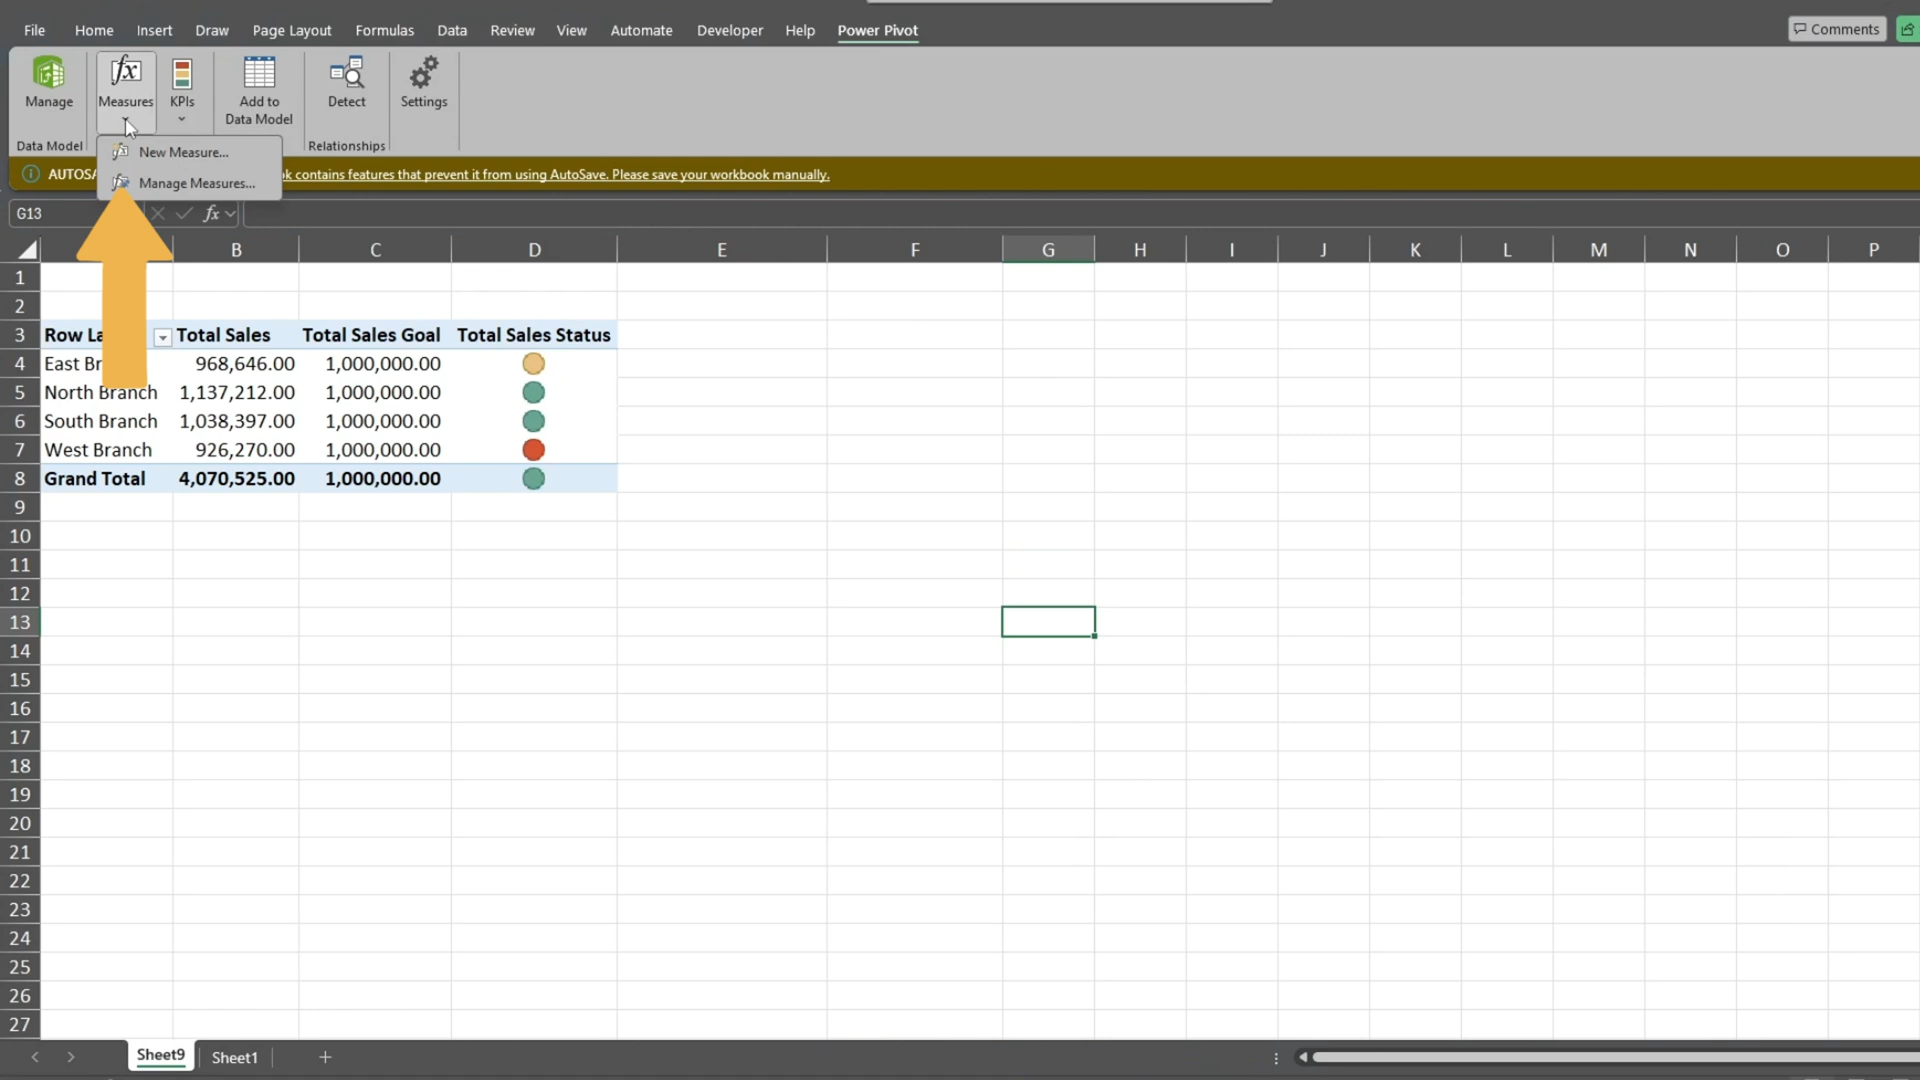 File Home Insert Draw Page Layout Formulas Data Review View Automate Developer Help Power Pivot Comments
Manage Measures KPIs Add to Data Model Detect Settings
Data Model Relationships
New Measure...
Manage Measures...
AUTOSA k contains features that prevent it from using AutoSave. Please save your workbook manually.
G13 fx
B C D E F G H I J K L M N O P
1
2
3 Row La Total Sales Total Sales Goal Total Sales Status
4 East Br 968,646.00 1,000,000.00
5 North Branch 1,137,212.00 1,000,000.00
6 South Branch 1,038,397.00 1,000,000.00
7 West Branch 926,270.00 1,000,000.00
8 Grand Total 4,070,525.00 1,000,000.00
9
10
11
12
13
14
15
16
17
18
19
20
21
22
23
24
25
26
27
Sheet9 Sheet1